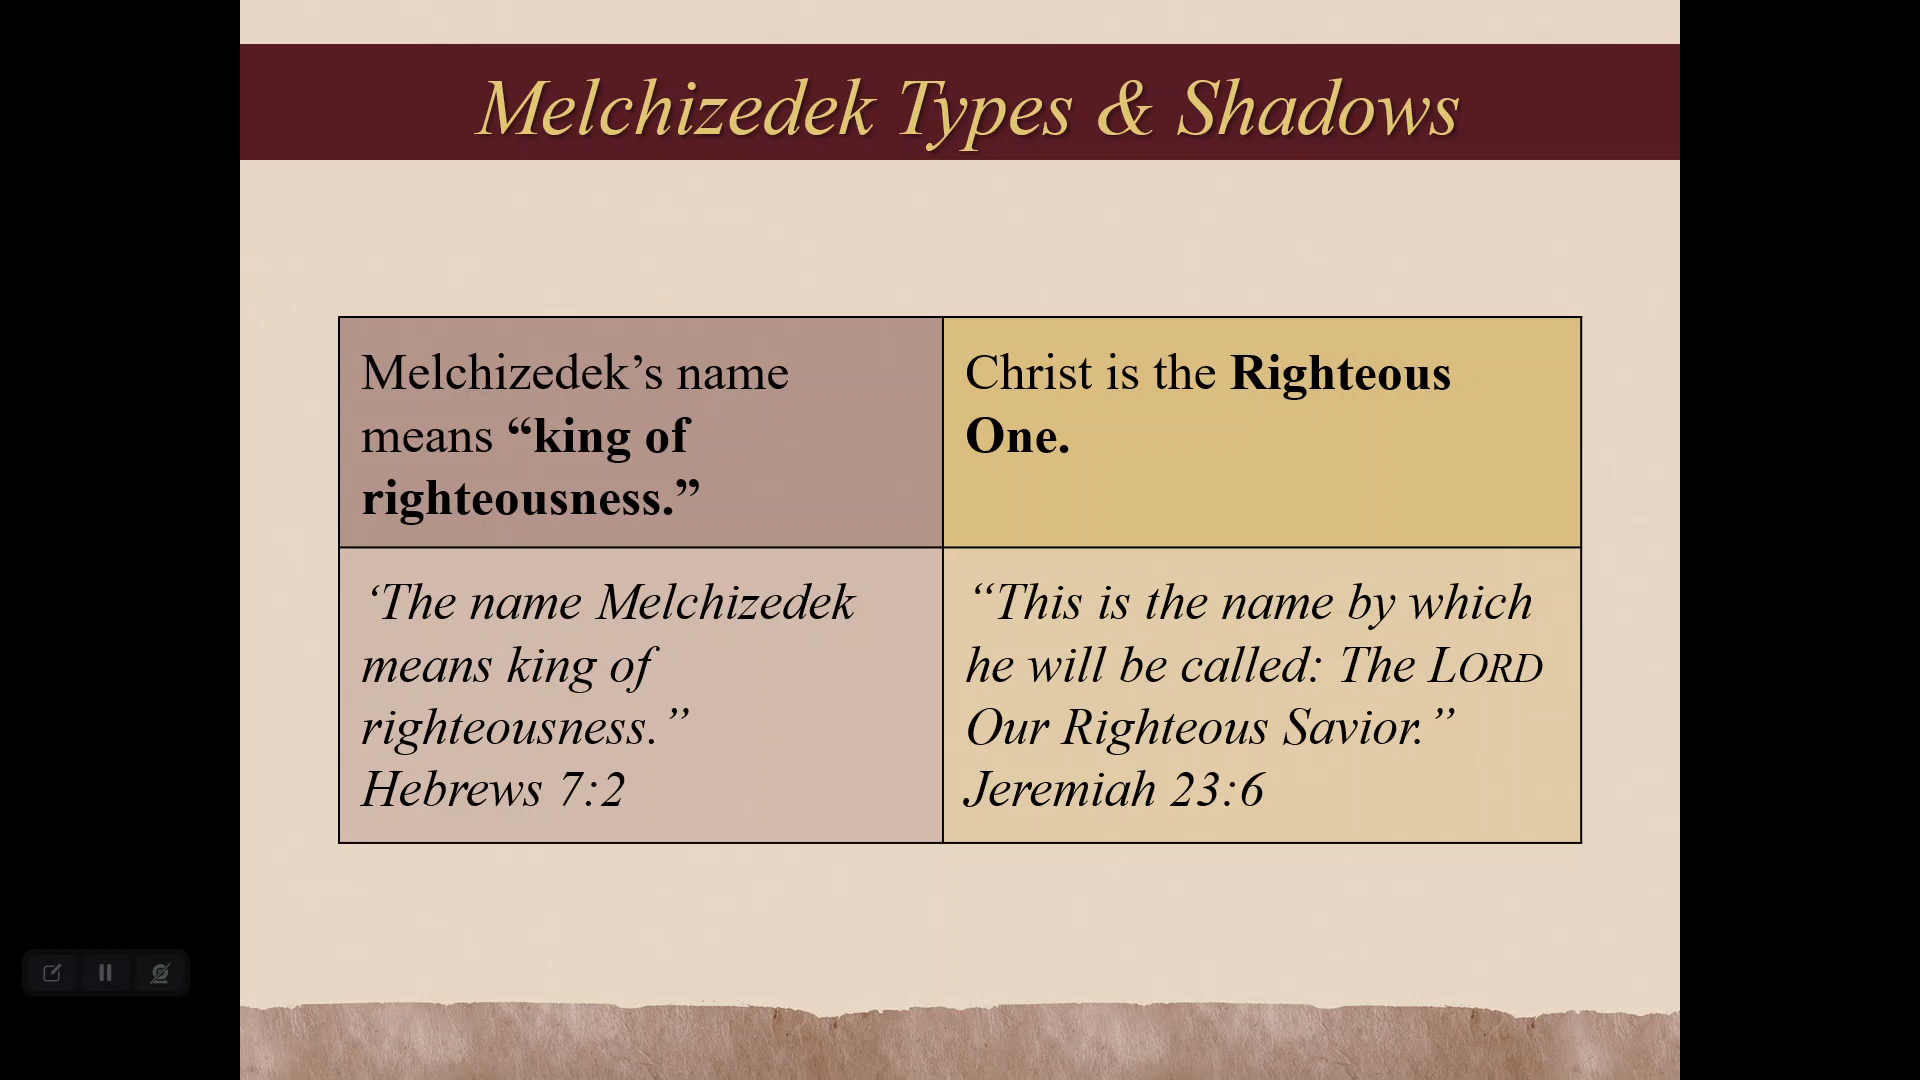 Melchizedek Types & Shadows
Melchizedek’s name
means “king of
righteousness.”
Christ is the Righteous
One.
‘The name Melchizedek
means king of
righteousness.”
Hebrews 7:2
“This is the name by which
he will be called: The LORD
Our Righteous Savior.”
Jeremiah 23:6